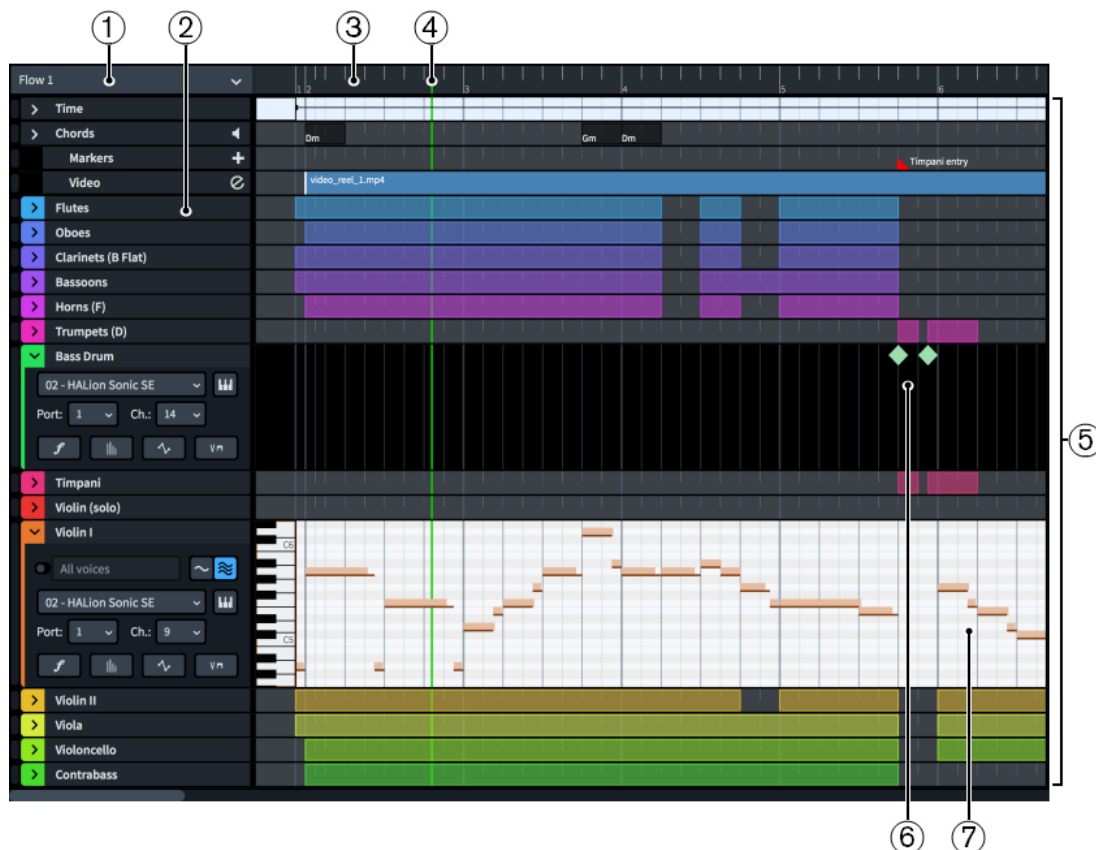 ① ② ③ ④
Flow 1
1 2 3 4 5 6
Time
Chords Dm Gm Dm
Markers Timpani entry
Video video_reel_1.mp4
Flutes
Oboes
Clarinets (B Flat)
Bassoons
Horns (F)
Trumpets (D)
Bass Drum
02 - HALion Sonic SE
Port: 1 Ch.: 14
⑤
Timpani
Violin (solo)
Violin I
C6
All voices
02 - HALion Sonic SE
Port: 1 Ch.: 9
C5
Violin II
Viola
Violoncello
Contrabass
⑥ ⑦